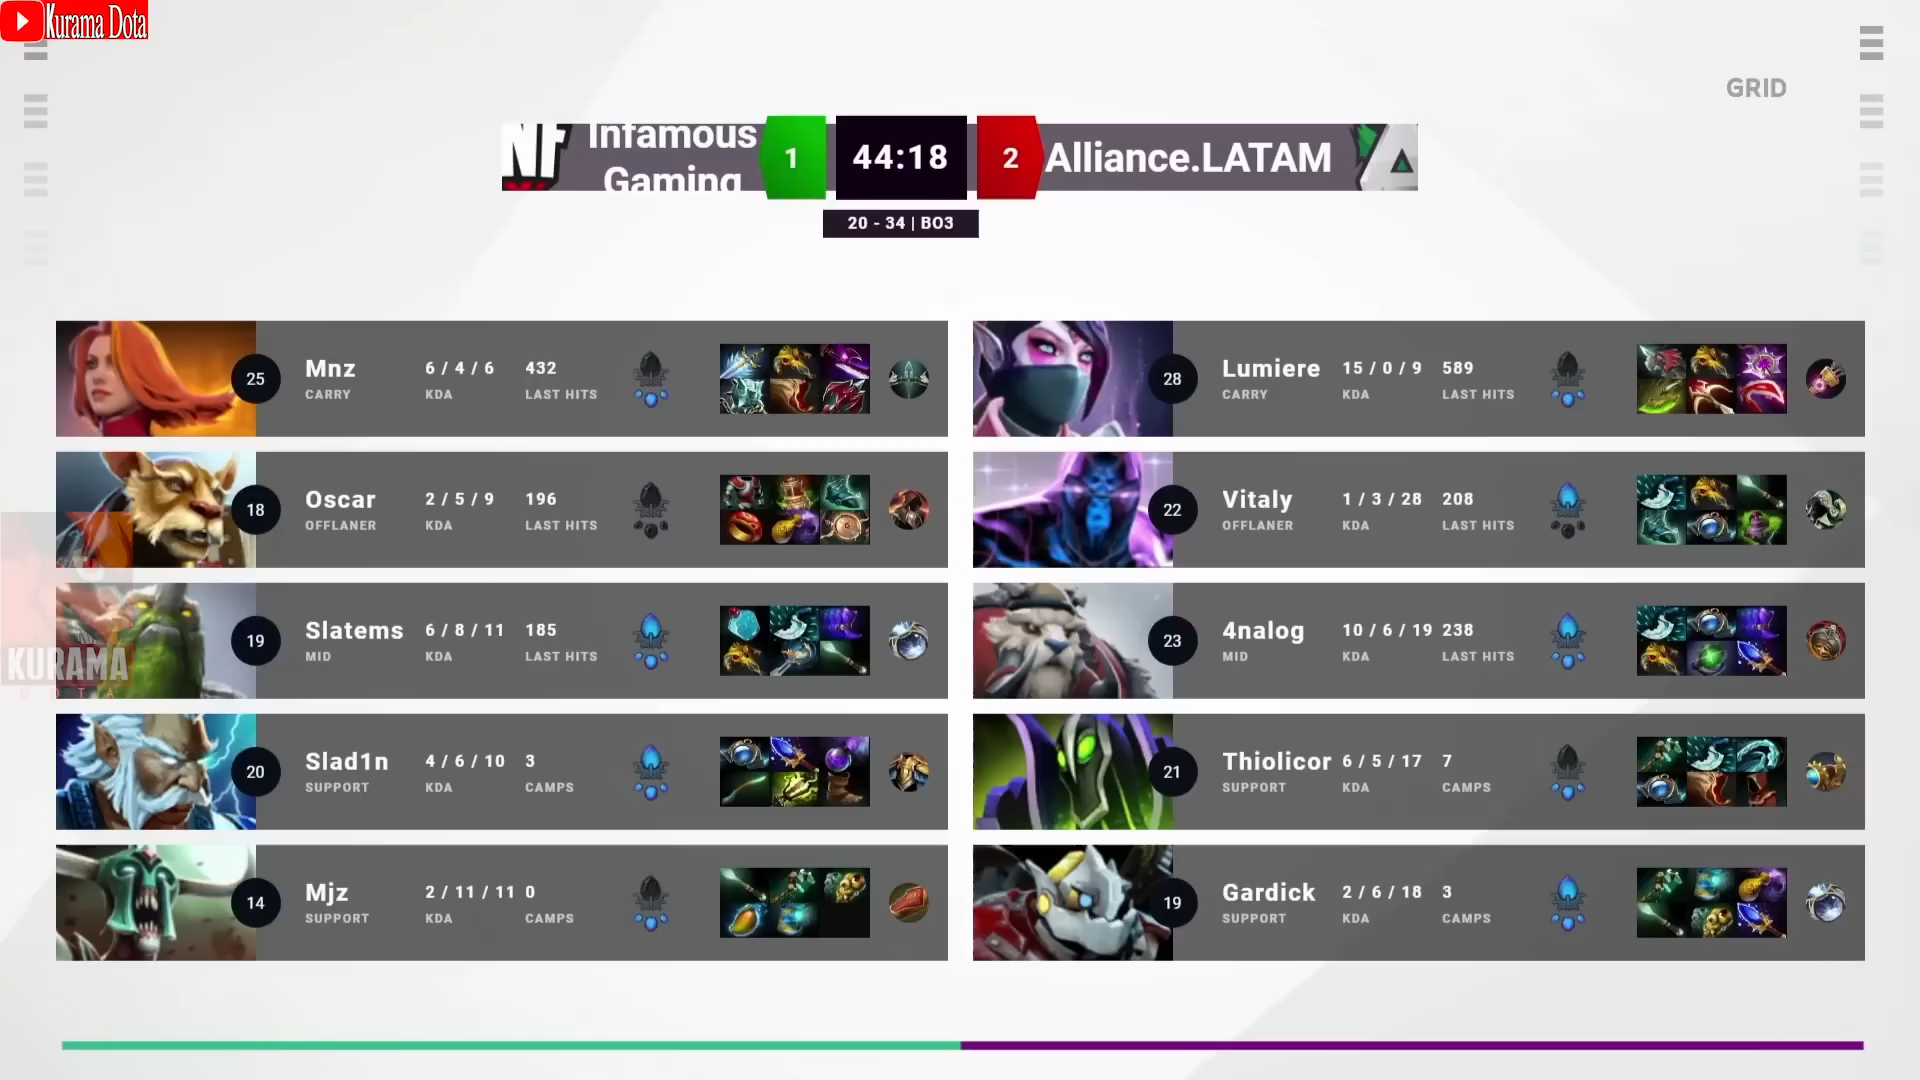 Kurama Dota
GRID
NF Infamous Gaming 1 44:18 2 Alliance.LATAM
20 - 34 | BO3
25 Mnz 6 / 4 / 6 432
CARRY KDA LAST HITS
18 Oscar 2 / 5 / 9 196
OFFLANER KDA LAST HITS
19 Slatems 6 / 8 / 11 185
MID KDA LAST HITS
20 Slad1n 4 / 6 / 10 3
SUPPORT KDA CAMPS
14 Mjz 2 / 11 / 11 0
SUPPORT KDA CAMPS
28 Lumiere 15 / 0 / 9 589
CARRY KDA LAST HITS
22 Vitaly 1 / 3 / 28 208
OFFLANER KDA LAST HITS
23 4nalog 10 / 6 / 19 238
MID KDA LAST HITS
21 Thiolicor 6 / 5 / 17 7
SUPPORT KDA CAMPS
19 Gardick 2 / 6 / 18 3
SUPPORT KDA CAMPS
KURAMA
DOTA